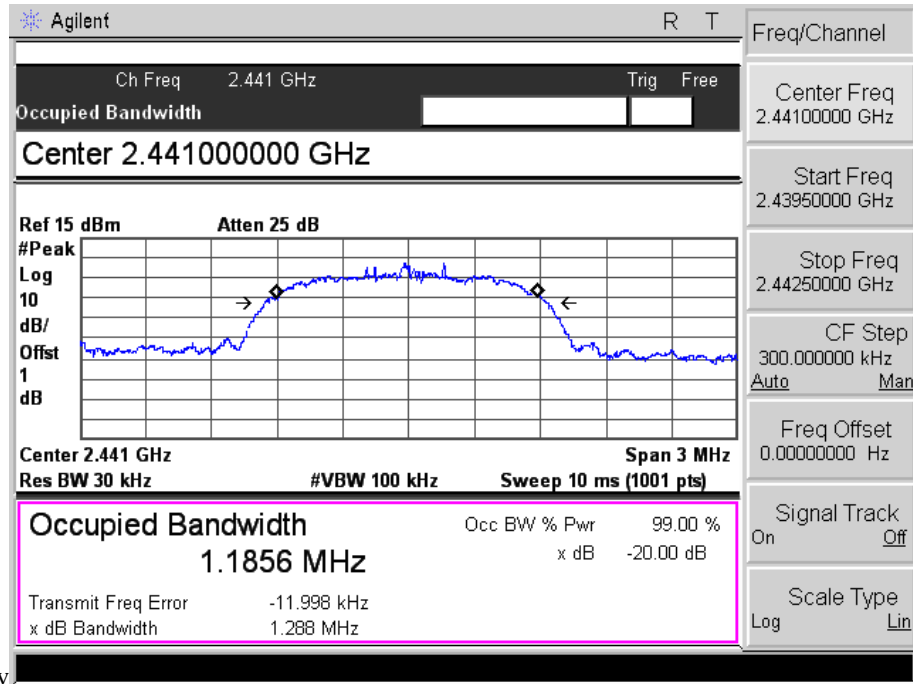 Agilent R T
Ch Freq 2.441 GHz Trig Free
Occupied Bandwidth
Center 2.441000000 GHz
Ref 15 dBm Atten 25 dB
#Peak
Log
10
dB/
Offst
1
dB
Center 2.441 GHz Span 3 MHz
Res BW 30 kHz #VBW 100 kHz Sweep 10 ms (1001 pts)
Occupied Bandwidth
1.1856 MHz
Occ BW % Pwr 99.00 %
x dB -20.00 dB
Transmit Freq Error -11.998 kHz
x dB Bandwidth 1.288 MHz
Freq/Channel
Center Freq
2.44100000 GHz
Start Freq
2.43950000 GHz
Stop Freq
2.44250000 GHz
CF Step
300.000000 kHz
Auto Man
Freq Offset
0.00000000 Hz
Signal Track
On Off
Scale Type
Log Lin